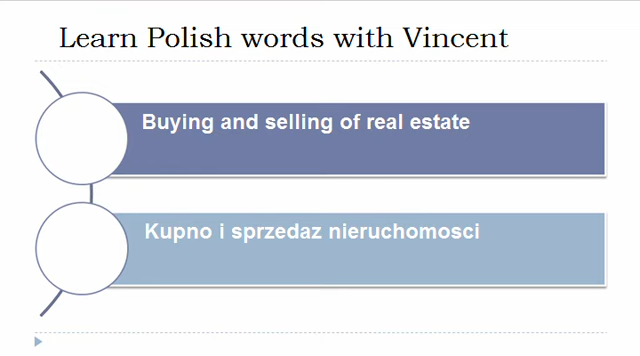 Learn Polish words with Vincent
Buying and selling of real estate
Kupno i sprzedaz nieruchomosci